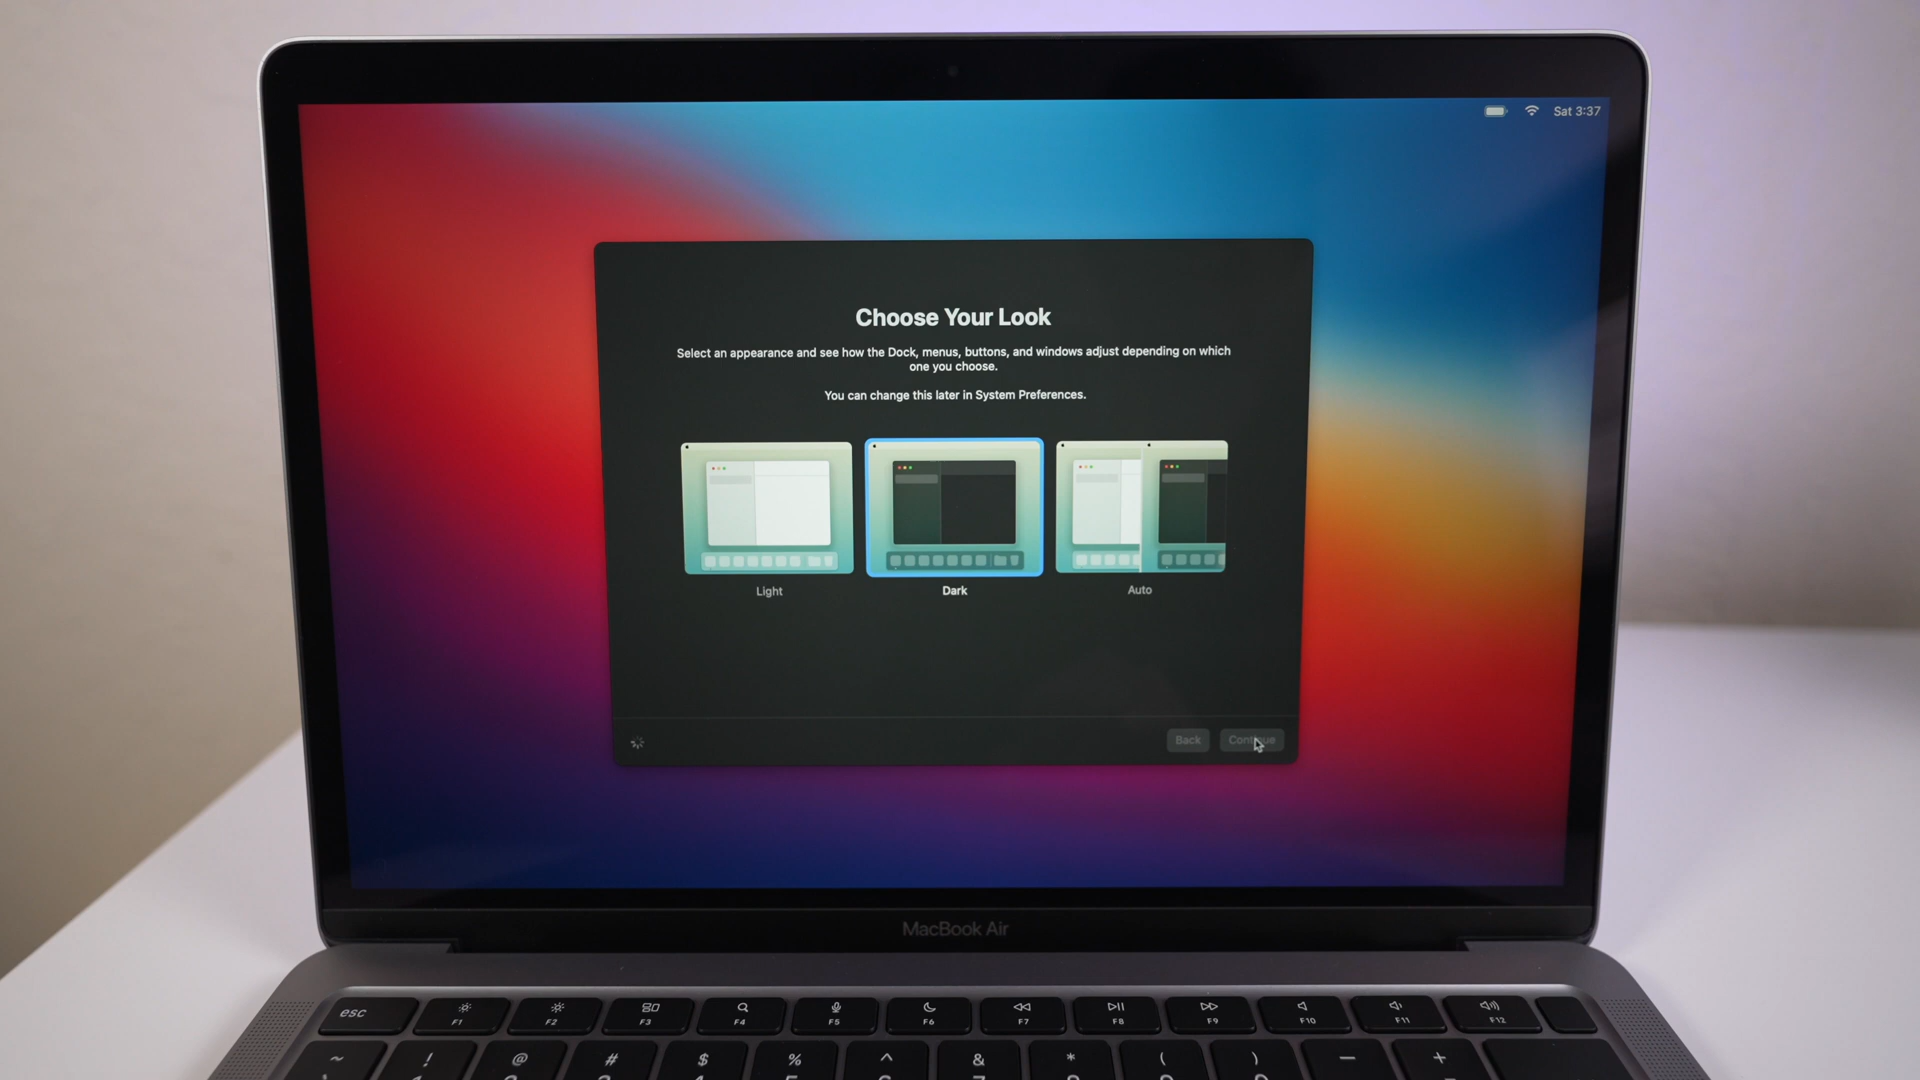 Sat 3:37
Choose Your Look
Select an appearance and see how the Dock, menus, buttons, and windows adjust depending on which
one you choose.
You can change this later in System Preferences.
Light
Dark
Auto
Back
Continue
MacBook Air
esc
F1
F2
F3
F4
F5
F6
F7
F8
F9
F10
F11
F12
~ ! @ # $ % ^ & * ( ) — +